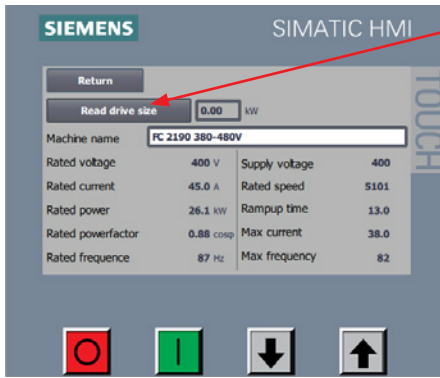 SIEMENS SIMATIC HMI
TOUCH
Return
Read drive size 0.00 kW
Machine name FC 2190 380-480V
Rated voltage 400 V Supply voltage 400
Rated current 45.0 A Rated speed 5101
Rated power 26.1 kW Rampup time 13.0
Rated powerfactor 0.88 cosφ Max current 38.0
Rated frequence 87 Hz Max frequency 82